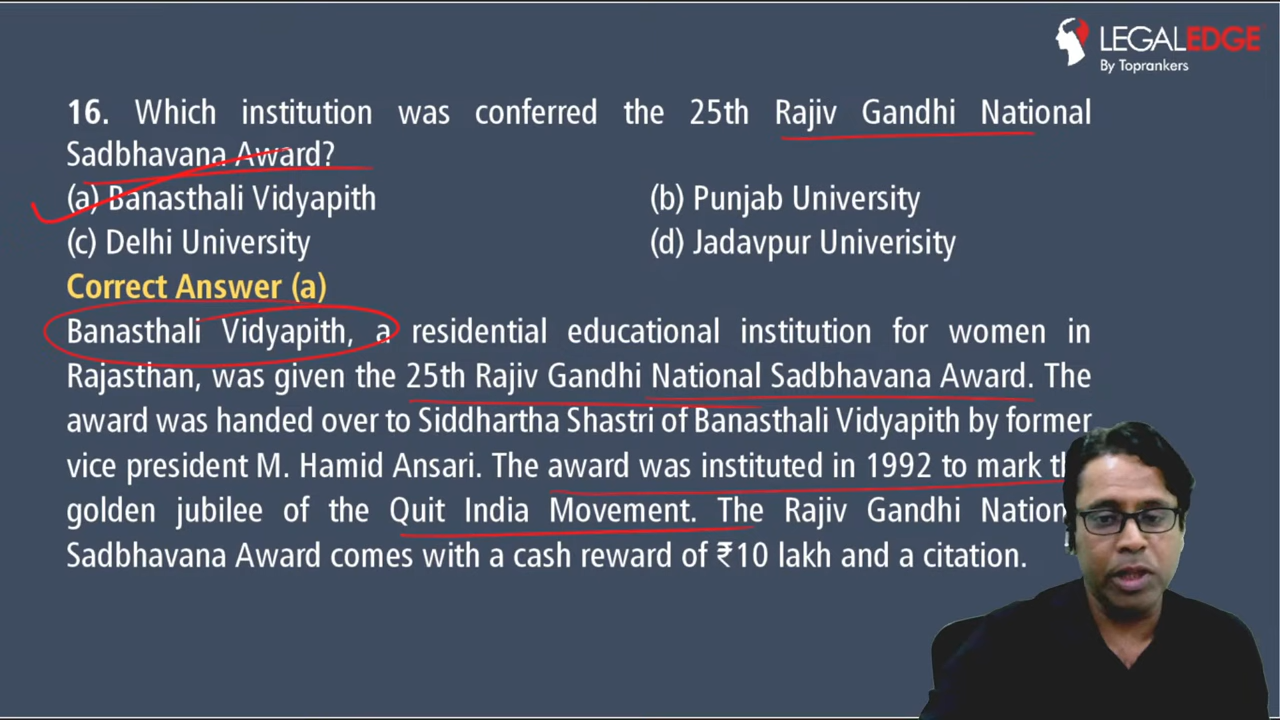 LEGALEDGE
By Toprankers
16. Which institution was conferred the 25th Rajiv Gandhi National
Sadbhavana Award?
(a) Banasthali Vidyapith (b) Punjab University
(c) Delhi University (d) Jadavpur Univerisity
Correct Answer (a)
Banasthali Vidyapith, a residential educational institution for women in
Rajasthan, was given the 25th Rajiv Gandhi National Sadbhavana Award. The
award was handed over to Siddhartha Shastri of Banasthali Vidyapith by former
vice president M. Hamid Ansari. The award was instituted in 1992 to mark
golden jubilee of the Quit India Movement. The Rajiv Gandhi
Sadbhavana Award comes with a cash reward of ₹10 lakh and a citation.